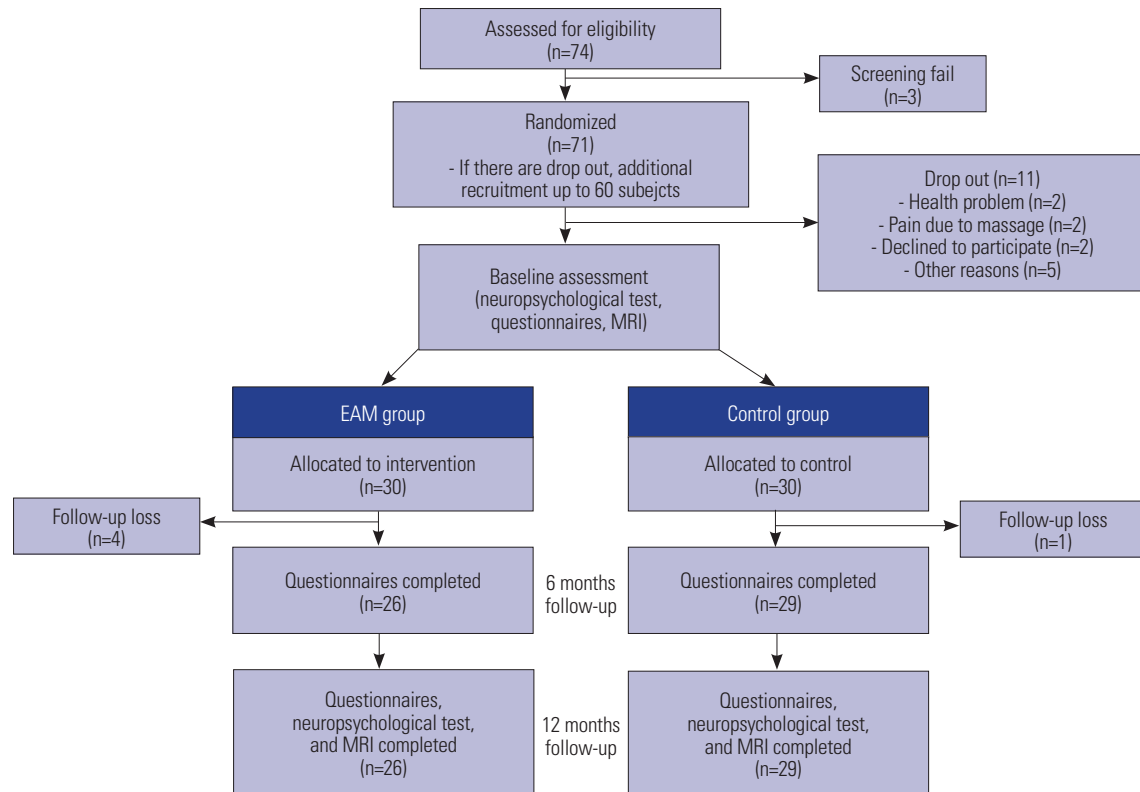 Assessed for eligibility
(n=74)
Screening fail
(n=3)
Randomized
(n=71)
- If there are drop out, additional
recruitment up to 60 subejcts
Drop out (n=11)
- Health problem (n=2)
- Pain due to massage (n=2)
- Declined to participate (n=2)
- Other reasons (n=5)
Baseline assessment
(neuropsychological test,
questionnaires, MRI)
EAM group
Control group
Allocated to intervention
(n=30)
Allocated to control
(n=30)
Follow-up loss
(n=4)
Follow-up loss
(n=1)
Questionnaires completed
(n=26)
6 months
follow-up
Questionnaires completed
(n=29)
Questionnaires,
neuropsychological test,
and MRI completed
(n=26)
12 months
follow-up
Questionnaires,
neuropsychological test,
and MRI completed
(n=29)